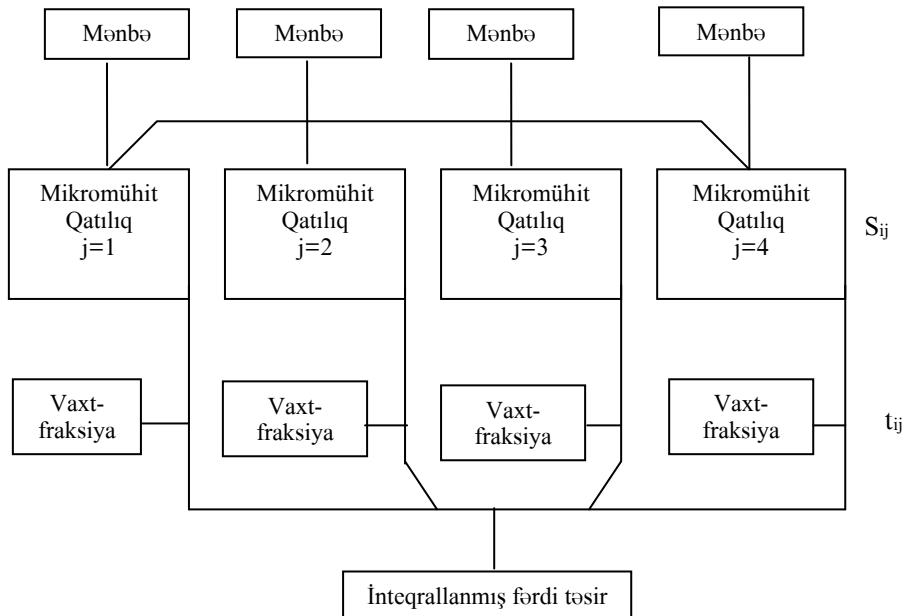 Mənbə
Mənbə
Mənbə
Mənbə
Mikromühit
Qatılıq
j=1
Mikromühit
Qatılıq
j=2
Mikromühit
Qatılıq
j=3
Mikromühit
Qatılıq
j=4
Sij
Vaxt-
fraksiya
Vaxt-
fraksiya
Vaxt-
fraksiya
Vaxt-
fraksiya
tij
İnteqrallanmış fərdi təsir